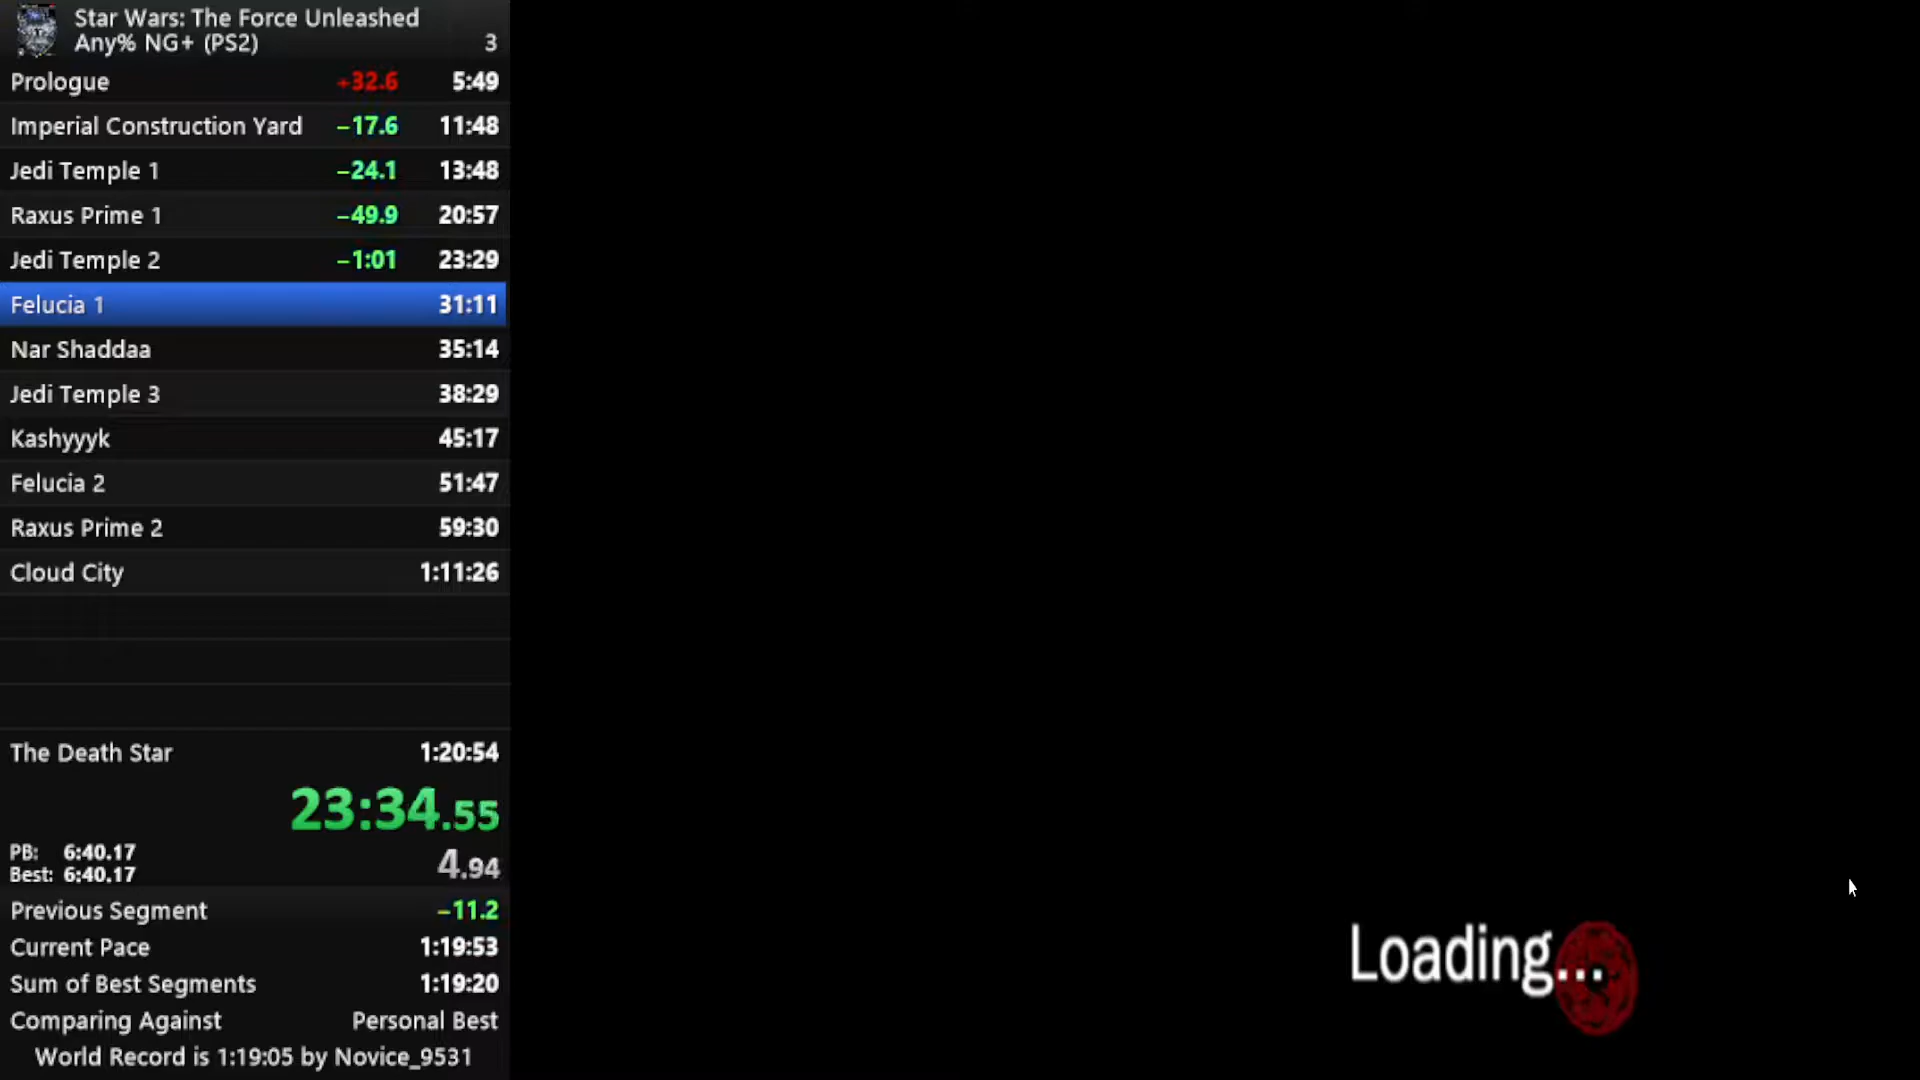 Star Wars: The Force Unleashed
Any% NG+ (PS2) 3
Prologue +32.6 5:49
Imperial Construction Yard −17.6 11:48
Jedi Temple 1 −24.1 13:48
Raxus Prime 1 −49.9 20:57
Jedi Temple 2 −1:01 23:29
Felucia 1 31:11
Nar Shaddaa 35:14
Jedi Temple 3 38:29
Kashyyyk 45:17
Felucia 2 51:47
Raxus Prime 2 59:30
Cloud City 1:11:26
The Death Star 1:20:54
23:34.55
PB: 6:40.17
Best: 6:40.17
4.94
Previous Segment −11.2
Current Pace 1:19:53
Sum of Best Segments 1:19:20
Comparing Against Personal Best
World Record is 1:19:05 by Novice_9531
Loading...